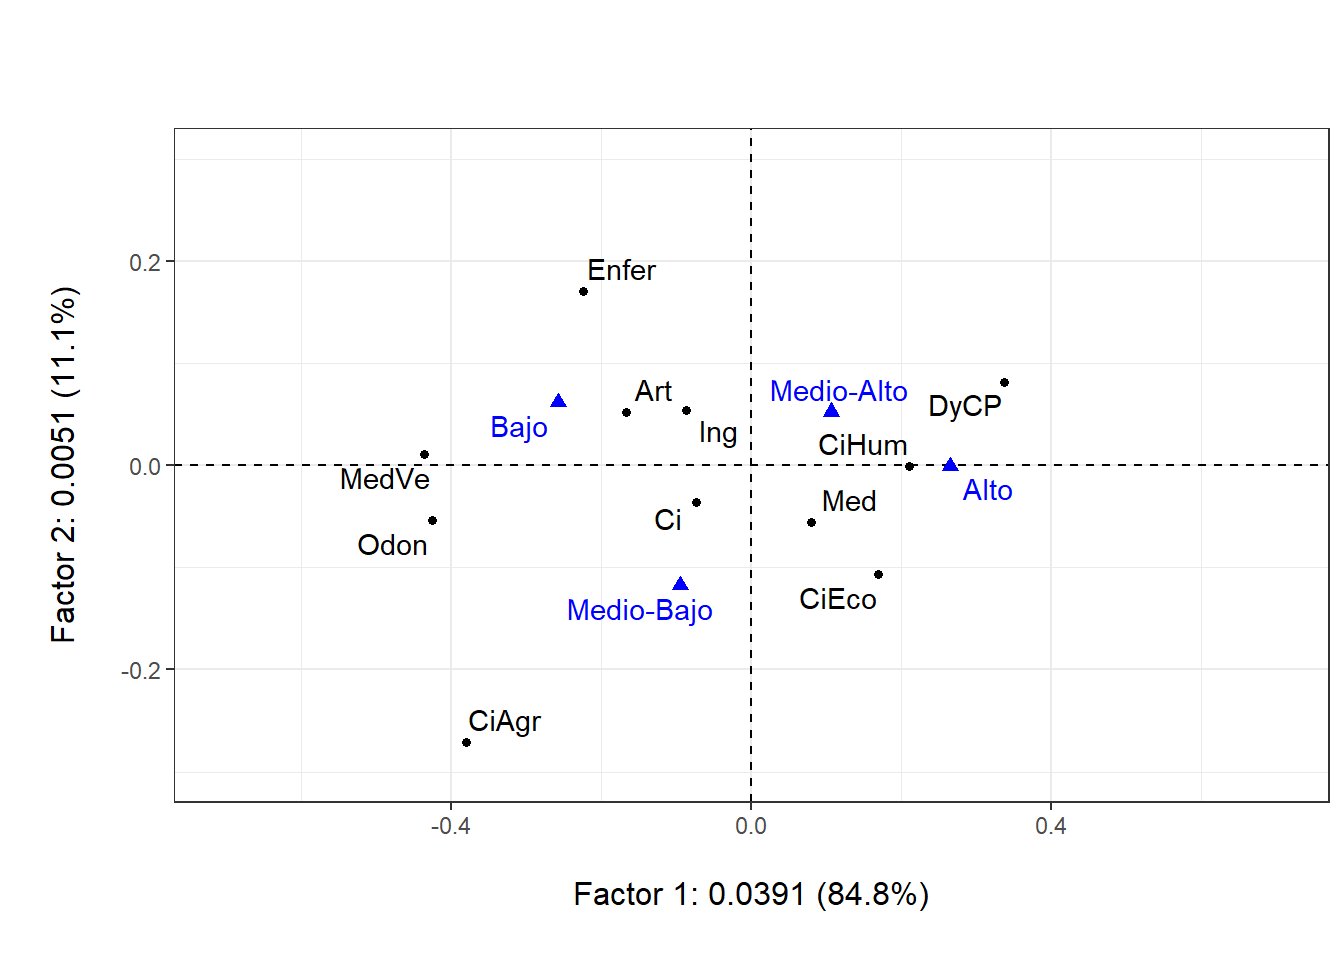 0.2
Enfer
Art
Medio-Alto
DyCP
Bajo
Ing
CiHum
0.0
MedVe
Alto
Med
Ci
Odon
Medio-Bajo
CiEco
-0.2
CiAgr
-0.4
0.0
0.4
Factor 1: 0.0391 (84.8%)
Factor 2: 0.0051 (11.1%)